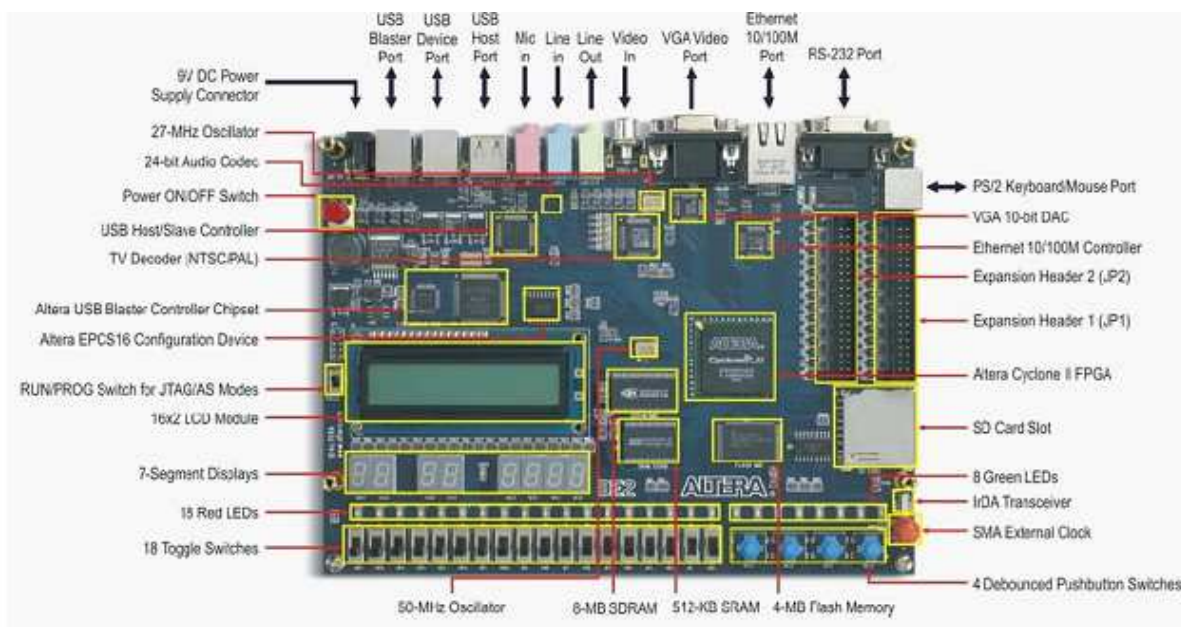 USB
Blaster
Port
USB
Device
Port
USB
Host
Port
Mic
in
Line
in
Line
Out
Video
In
VGA Video
Port
Ethernet
10/100M
Port
RS-232 Port
9V DC Power
Supply Connector
27-MHz Oscillator
24-bit Audio Codec
Power ON/OFF Switch
USB Host/Slave Controller
TV Decoder (NTSC/PAL)
Altera USB Blaster Controller Chipset
Altera EPCS16 Configuration Device
RUN/PROG Switch for JTAG/AS Modes
16x2 LCD Module
7-Segment Displays
18 Red LEDs
18 Toggle Switches
PS/2 Keyboard/Mouse Port
VGA 10-bit DAC
Ethernet 10/100M Controller
Expansion Header 2 (JP2)
Expansion Header 1 (JP1)
Altera Cyclone II FPGA
SD Card Slot
8 Green LEDs
IrDA Transceiver
SMA External Clock
4 Debounced Pushbutton Switches
ALTERA
Cyclone II
DE2 ALTERA
50-MHz Oscillator
8-MB SDRAM
512-KB SRAM
4-MB Flash Memory